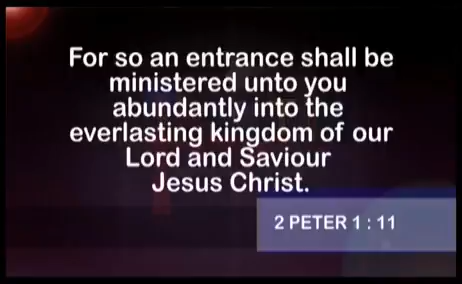 For so an entrance shall be
ministered unto you
abundantly into the
everlasting kingdom of our
Lord and Saviour
Jesus Christ.
2 PETER 1 : 11